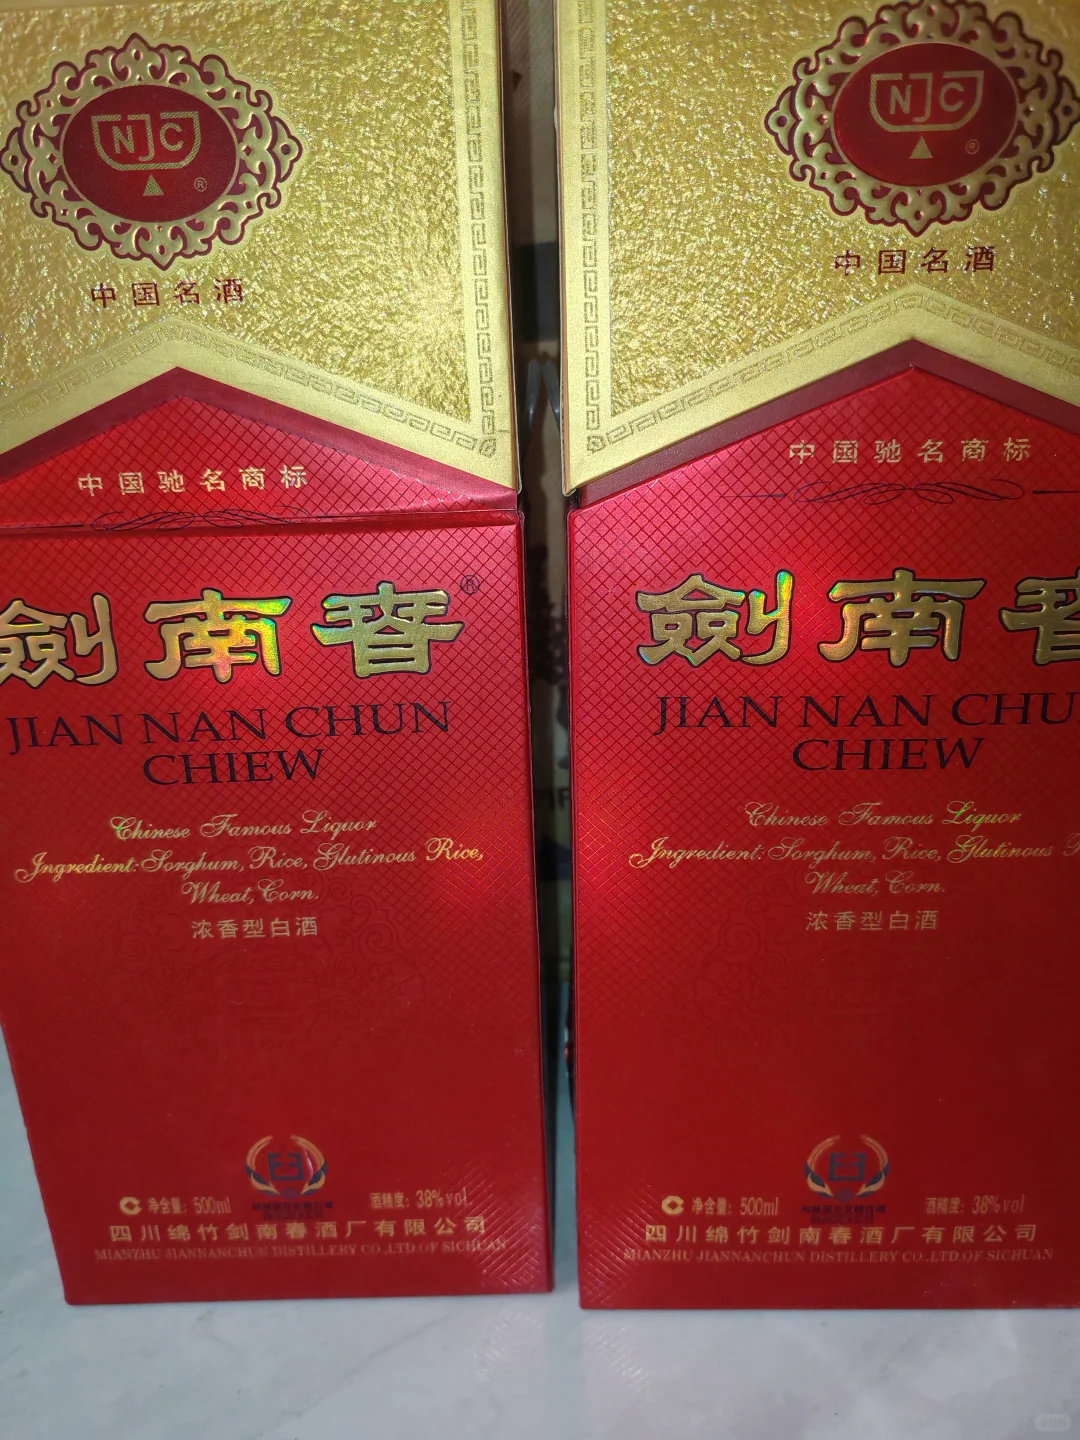 NJC
®
中国名酒
中国驰名商标
劍南春®
JIAN NAN CHUN
CHIEW
Chinese Famous Liquor
Ingredient:Sorghum, Rice, Glutinous Rice,
Wheat, Corn.
浓香型白酒
净含量: 500ml
酒精度: 38%vol
四川绵竹剑南春酒厂有限公司
MIANZHU JIANNANCHUN DISTILLERY CO.,LTD.OF SICHUAN
NJC
®
中国名酒
中国驰名商标
劍南春
JIAN NAN CHU
CHIEW
Chinese Famous Liquor
Ingredient: Sorghum, Rice, Glutinous
Wheat, Corn.
浓香型白酒
净含量: 500ml
酒精度: 38%vol
四川绵竹剑南春酒厂有限公司
MIANZHU JIANNANCHUN DISTILLERY CO.,LTD.OF SICHUAN